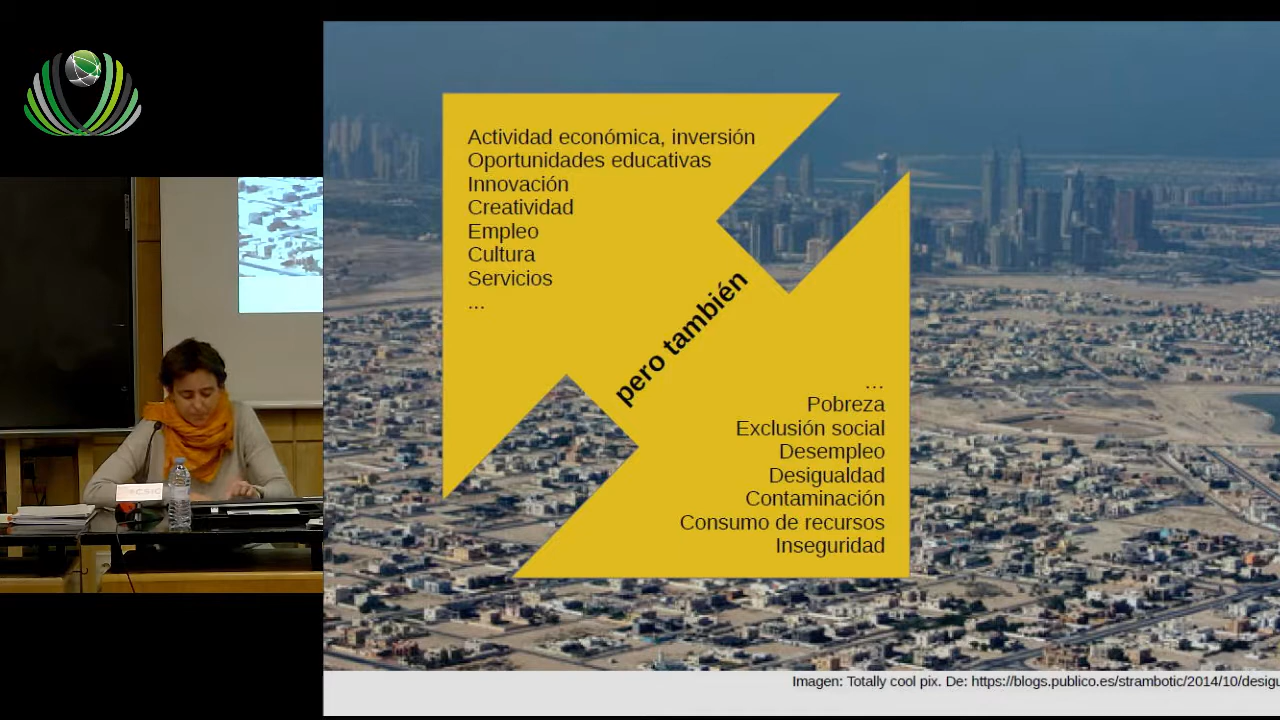 Actividad económica, inversión
Oportunidades educativas
Innovación
Creatividad
Empleo
Cultura
Servicios
...
pero también
...
Pobreza
Exclusión social
Desempleo
Desigualdad
Contaminación
Consumo de recursos
Inseguridad
Imagen: Totally cool pix. De: https://blogs.publico.es/strambotic/2014/10/desigu